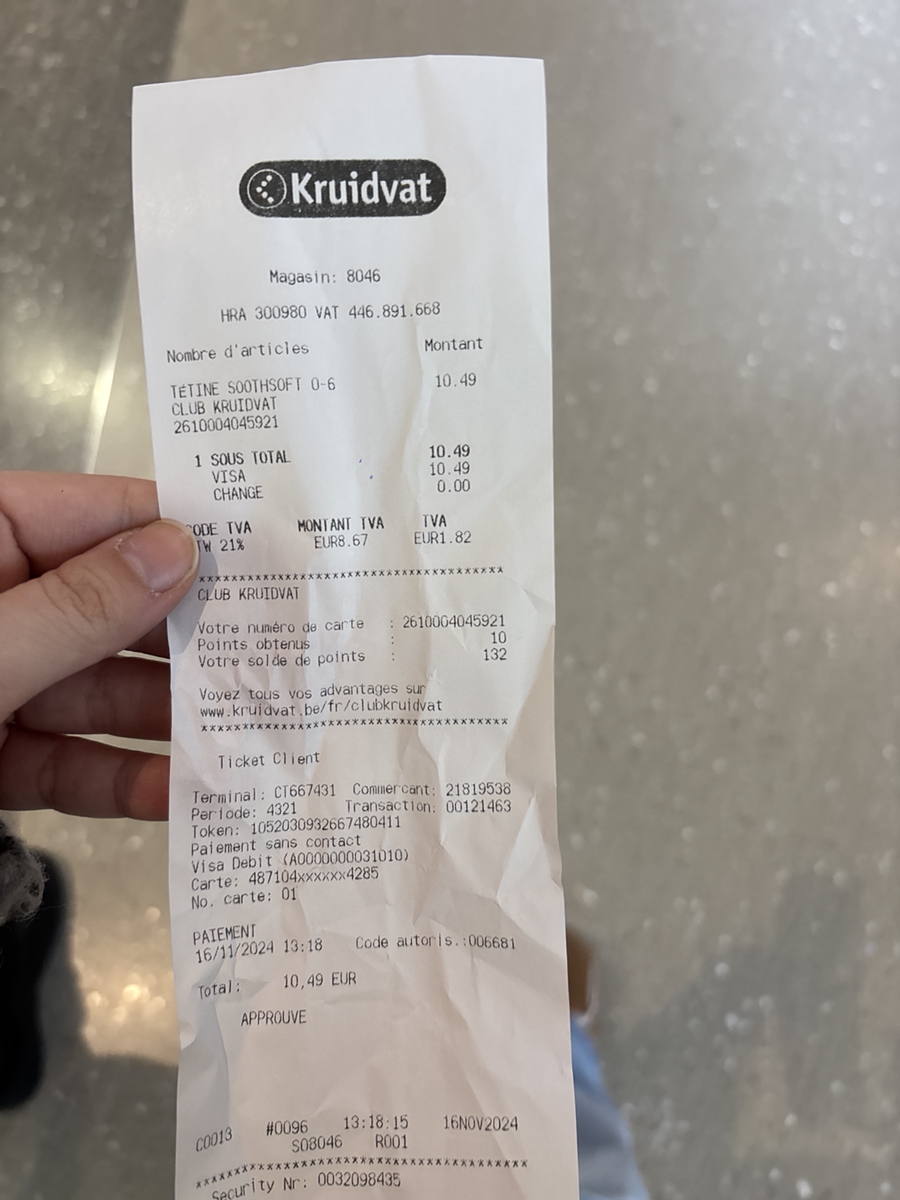 Kruidvat
Magasin: 8046
HRA 300980 VAT 446.891.668
Nombre d'articles Montant
TÉTINE SOOTHSOFT 0-6 10.49
CLUB KRUIDVAT
2610004045921
1 SOUS TOTAL 10.49
VISA 10.49
CHANGE 0.00
CODE TVA MONTANT TVA TVA
TW 21% EUR8.67 EUR1.82
****************************************
CLUB KRUIDVAT
Votre numéro de carte : 2610004045921
Points obtenus : 10
Votre solde de points : 132
Voyez tous vos advantages sur
www.kruidvat.be/fr/clubkruidvat
****************************************
Ticket Client
Terminal: CT667431 Commercant: 21819538
Periode: 4321 Transaction: 00121463
Token: 1052030932667480411
Paiement sans contact
Visa Debit (A0000000031010)
Carte: 487104xxxxxx4285
No. carte: 01
PAIEMENT
16/11/2024 13:18 Code autoris.:006681
Total: 10,49 EUR
APPROUVE
C0013 #0096 13:18:15 16NOV2024
S08046 R001
****************************************
Security Nr: 0032098435